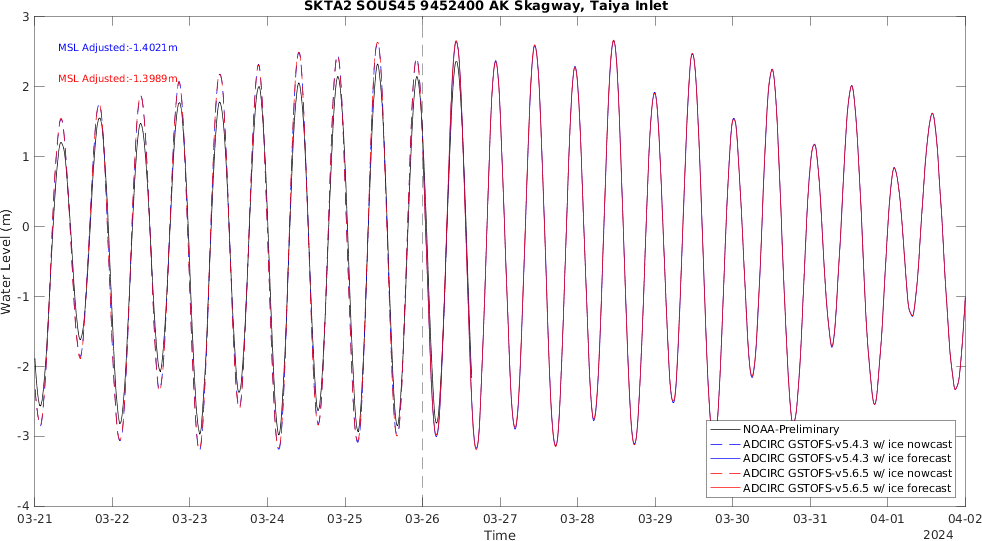 SKTA2 SOUS45 9452400 AK Skagway, Taiya Inlet
3
MSL Adjusted:-1.4021m
MSL Adjusted:-1.3989m
2
1
0
-1
-2
-3
-4
Water Level (m)
NOAA-Preliminary
ADCIRC GSTOFS-v5.4.3 w/ ice nowcast
ADCIRC GSTOFS-v5.4.3 w/ ice forecast
ADCIRC GSTOFS-v5.6.5 w/ ice nowcast
ADCIRC GSTOFS-v5.6.5 w/ ice forecast
03-21 03-22 03-23 03-24 03-25 03-26 03-27 03-28 03-29 03-30 03-31 04-01 04-02
Time
2024